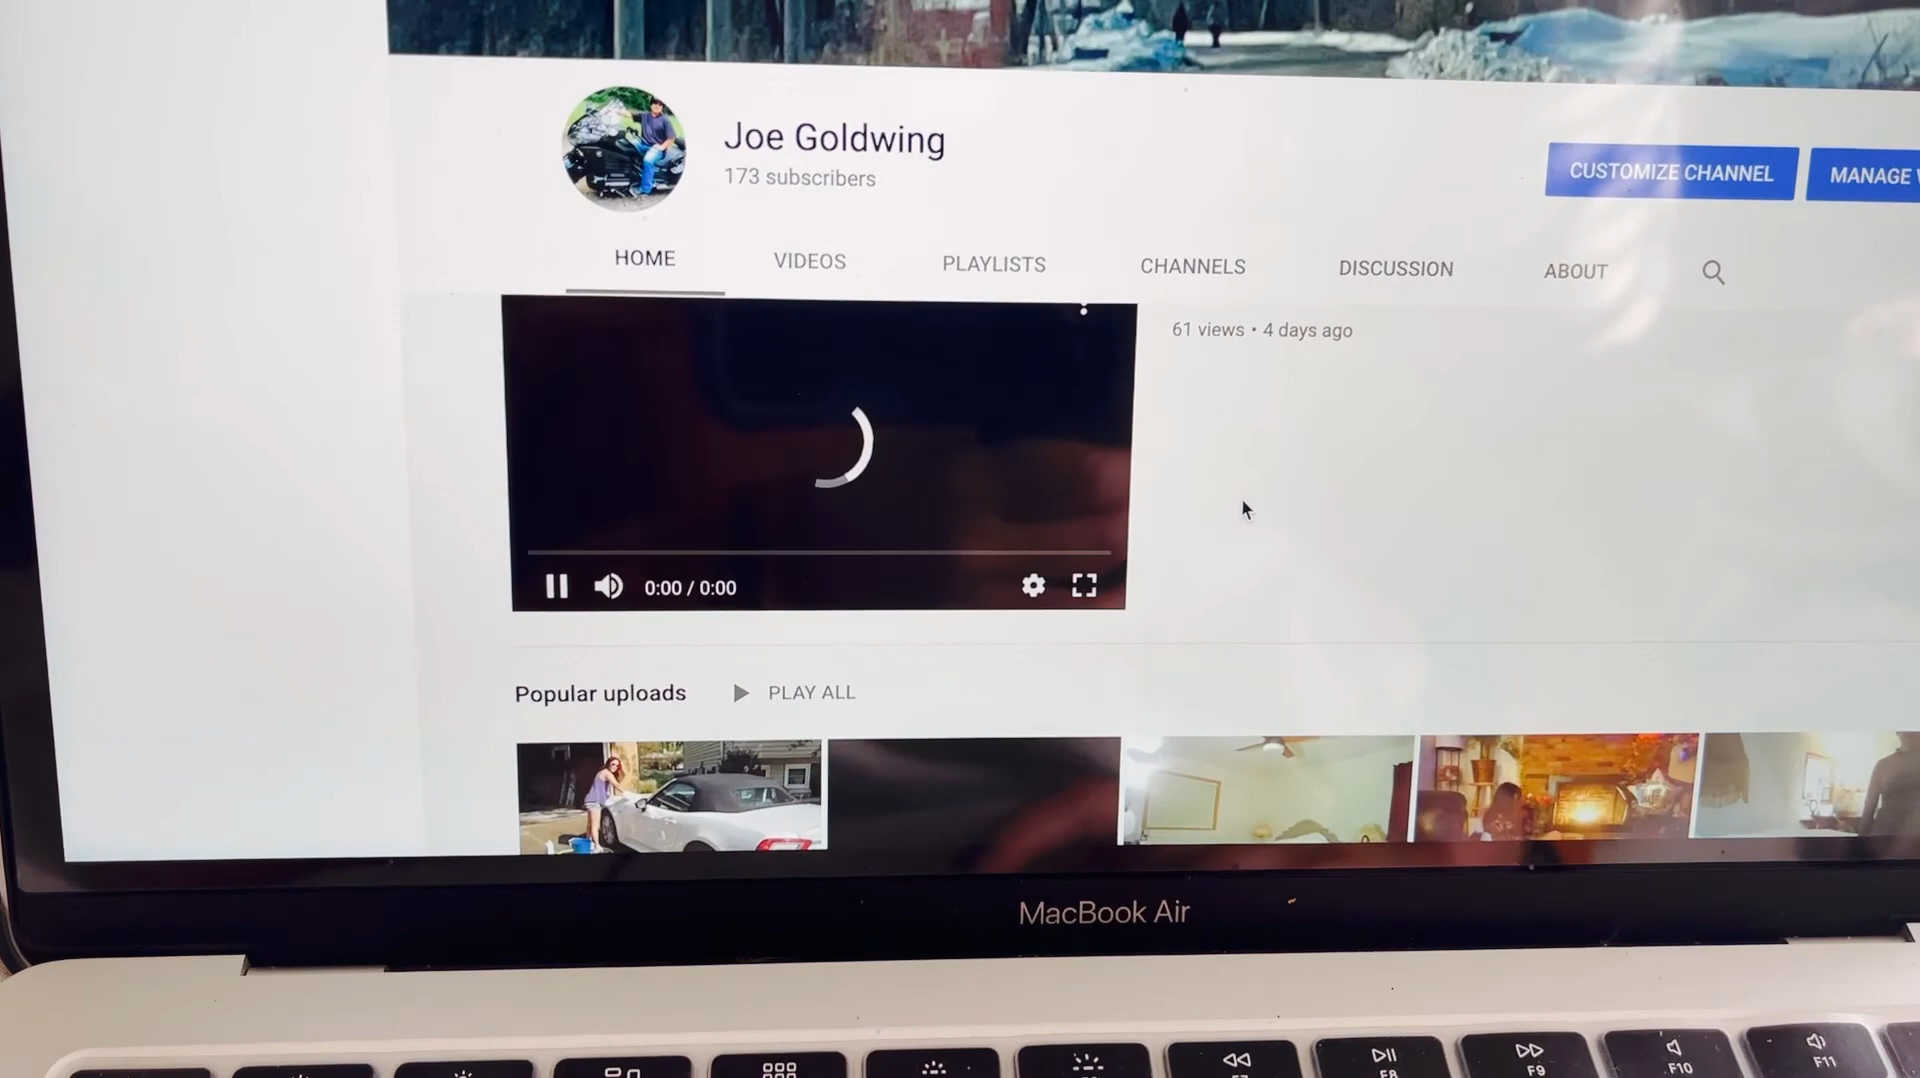 Joe Goldwing
173 subscribers
CUSTOMIZE CHANNEL
MANAGE
HOME
VIDEOS
PLAYLISTS
CHANNELS
DISCUSSION
ABOUT
61 views • 4 days ago
0:00 / 0:00
Popular uploads
PLAY ALL
MacBook Air
F8
F9
F10
F11